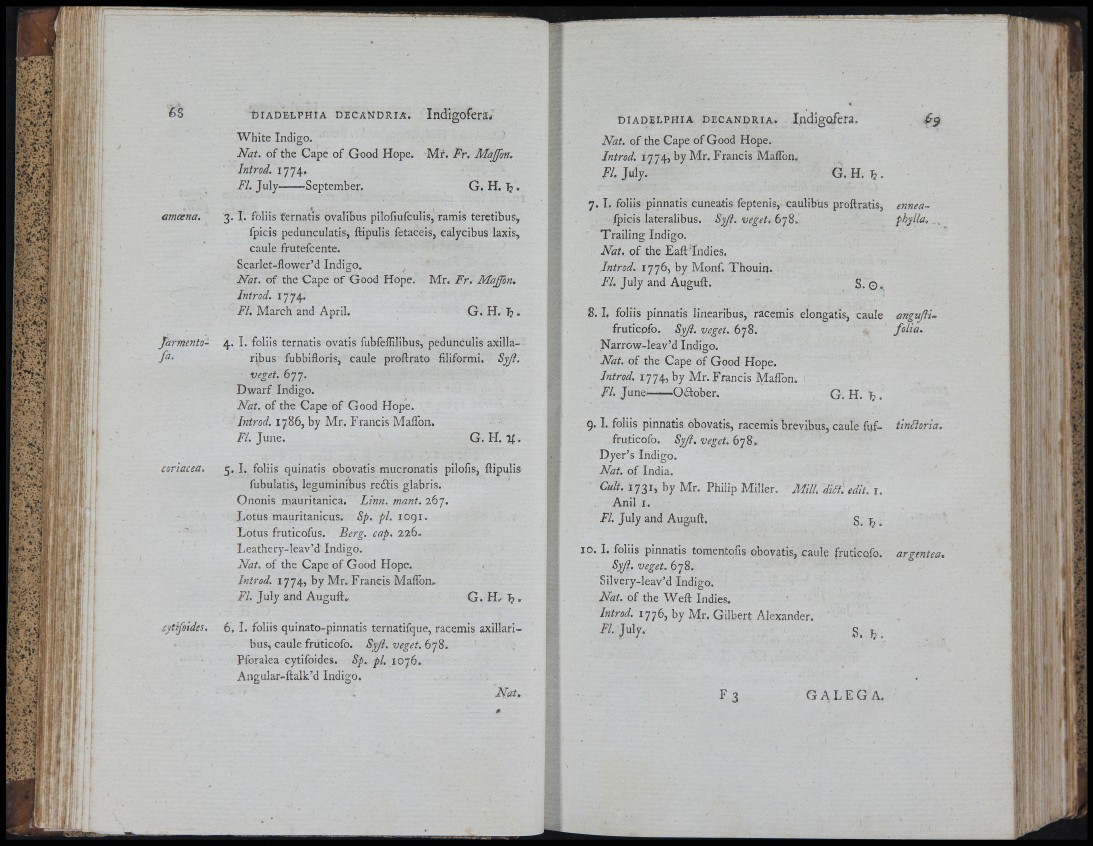 68 DIADELPHIA DECANDRIA. Indigofera.
White Indigo.
Nat. of the Cape of Good Hope. Mr. Fr. Maſſon.
Introd. 1774.
Fl. July——September. G. H. ♄.
amœna. 3. I. foliis ternatis ovalibus piloſiuſculis, ramis teretibus,
ſpicis pedunculatis, ſtipulis ſetaceis, calycibus laxis,
caule fruteſcente.
Scarlet-flower'd Indigo.
Nat. of the Cape of Good Hope. Mr. Fr. Maſſon.
Introd. 1774.
Fl. March and April. G. H. ♄.
ſarmento- 4. I. foliis ternatis ovatis ſubſeſſilibus, pedunculis axilla-
ſa. ribus ſubbifloris, caule proſtrato filiformi. Syſt.
veget. 677.
Dwarf Indigo.
Nat. of the Cape of Good Hope.
Introd. 1786, by Mr. Francis Maſſon.
Fl. June. G. H. ♃.
coriacea. 5. I. foliis quinatis obovatis mucronatis piloſis, ſtipulis
ſubulatis, leguminibus rectis glabris.
Ononis mauritanica. Linn. mant. 267.
Lotus mauritanicus. Sp. pl. 1091.
Lotus fruticoſus. Berg. cap. 226.
Leathery-leav'd Indigo.
Nat. of the Cape of Good Hope.
Introd. 1774, by Mr. Francis Maſſon.
Fl. July and Auguſt. G. H. ♄.
cytiſoides. 6. I. foliis quinato-pinnatis ternatiſque, racemis axillari-
bus, caule fruticoſo. Syſt. veget. 678.
Pſoralea cytiſoides. Sp. pl. 1076.
Angular-ſtalk'd Indigo.
Nat.
DIADELPHIA DECANDRIA. Indigofera. 69
Nat. of the Cape of Good Hope.
Introd. 1774, by Mr. Francis Maſſon.
Fl. July. G. H. ♄.
7. I. foliis pinnatis cuneatis ſeptenis, caulibus proſtratis, ennea-
ſpicis lateralibus. Syſt. veget. 678. phylla.
Trailing Indigo.
Nat. of the Eaſt Indies.
Introd. 1776, by Monſ. Thouin.
Fl. July and Auguſt. S. ☉.
8. I. foliis pinnatis linearibus, racemis elongatis, caule anguſti-
fruticoſo. Syſt. veget. 678. folia.
Narrow-leav'd Indigo.
Nat. of the Cape of Good Hope.
Introd. 1774, by Mr. Francis Maſſon.
Fl. June——October. G. H. ♄.
9. I. foliis pinnatis obovatis, racemis brevibus, caule ſuf- tinctoria.
fruticoſo. Syſt. veget. 678.
Dyer's Indigo.
Nat. of India.
Cult. 1731, by Mr. Philip Miller. Mill. dict. edit. 1.
Anil 1.
Fl. July and Auguſt. S. ♄.
10. I. foliis pinnatis tomentoſis obovatis, caule fruticoſo. argentea.
Syſt. veget. 678.
Silvery-leav'd Indigo.
Nat. of the Weſt Indies.
Introd. 1776, by Mr. Gilbert Alexander.
Fl. July. S. ♄.
F 3 GALEGA.